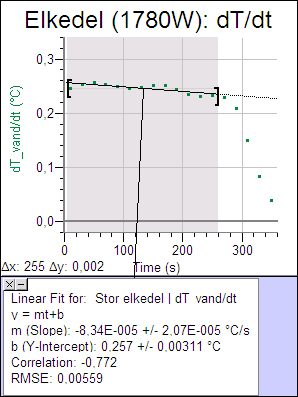 Elkedel (1780W): dT/dt
0,3
0,2
0,1
0,0
dT_vand/dt (°C)
0
100
200
300
Δx: 255 Δy: 0,002
Time (s)
Linear Fit for: Stor elkedel | dT_vand/dt
y = mt+b
m (Slope): -8.34E-005 +/- 2.07E-005 °C/s
b (Y-Intercept): 0,257 +/- 0,00311 °C
Correlation: -0,772
RMSE: 0,00559